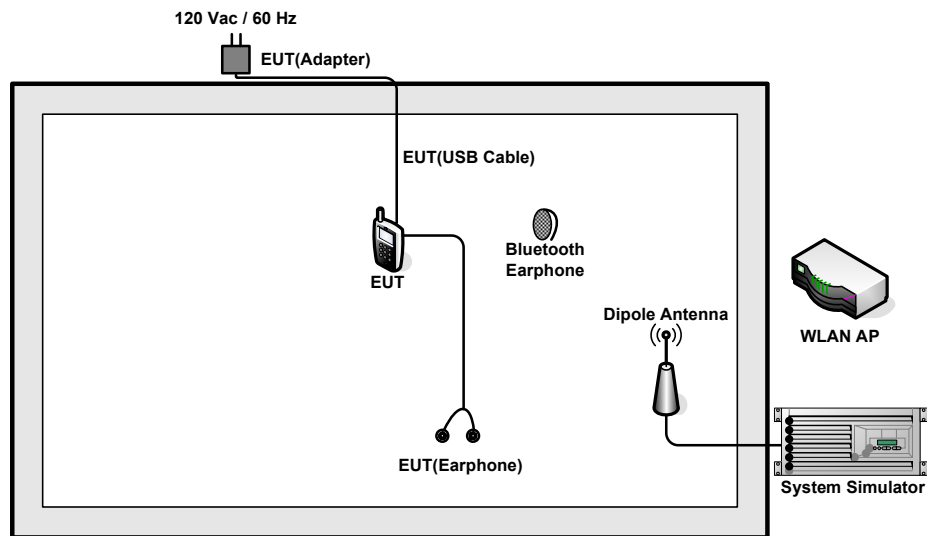 120 Vac / 60 Hz
EUT(Adapter)
EUT(USB Cable)
Bluetooth
Earphone
EUT
Dipole Antenna
WLAN AP
EUT(Earphone)
System Simulator